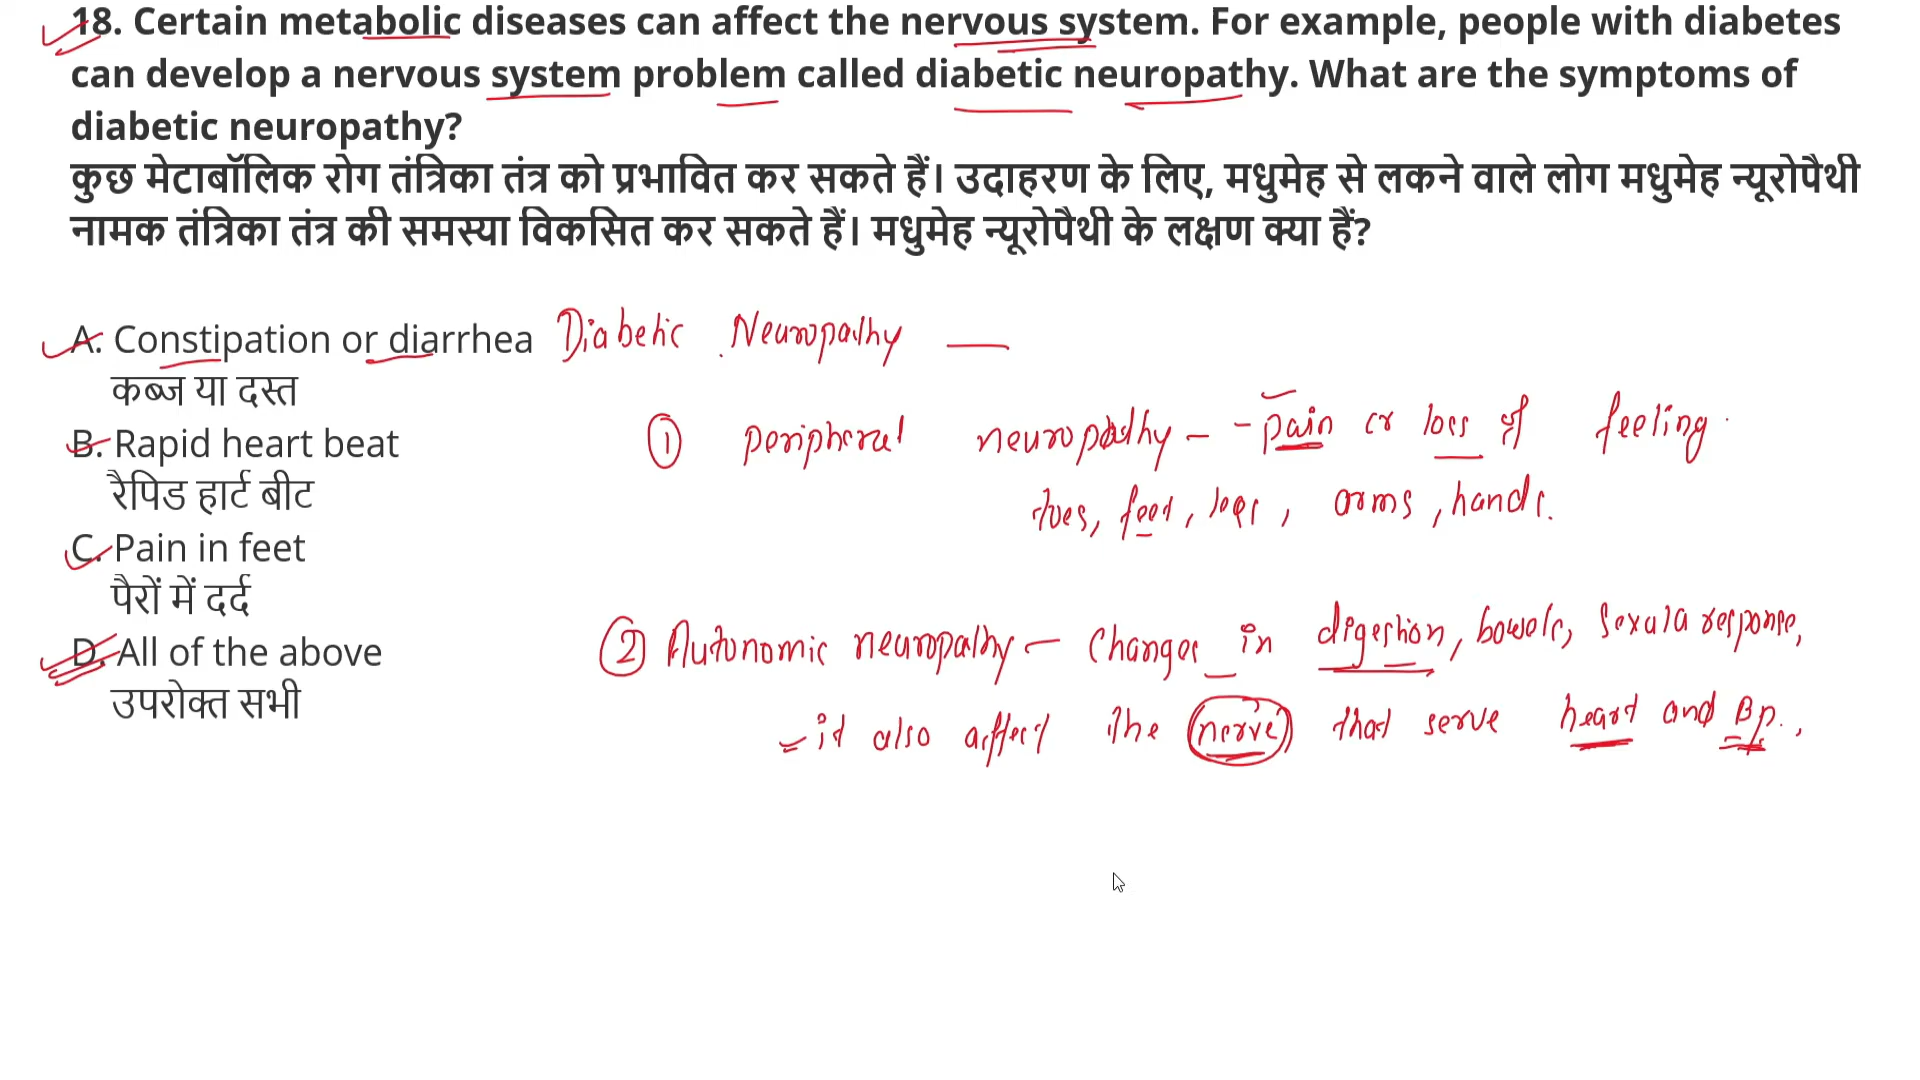 18. Certain metabolic diseases can affect the nervous system. For example, people with diabetes
can develop a nervous system problem called diabetic neuropathy. What are the symptoms of
diabetic neuropathy?
कुछ मेटाबॉलिक रोग तंत्रिका तंत्र को प्रभावित कर सकते हैं। उदाहरण के लिए, मधुमेह से लकने वाले लोग मधुमेह न्यूरोपैथी
नामक तंत्रिका तंत्र की समस्या विकसित कर सकते हैं। मधुमेह न्यूरोपैथी के लक्षण क्या हैं?
A. Constipation or diarrhea Diabetic Neuropathy —
कब्ज या दस्त
B. Rapid heart beat
① peripheral neuropathy - - pain or loss of feeling.
रैपिड हार्ट बीट
toes, feet, legs, arms, hands.
C. Pain in feet
पैरों में दर्द
D. All of the above
② Autonomic neuropathy - Changes in digestion, bowels, Sexula response,
उपरोक्त सभी
- it also affect the nerve that serve heart and Bp.,